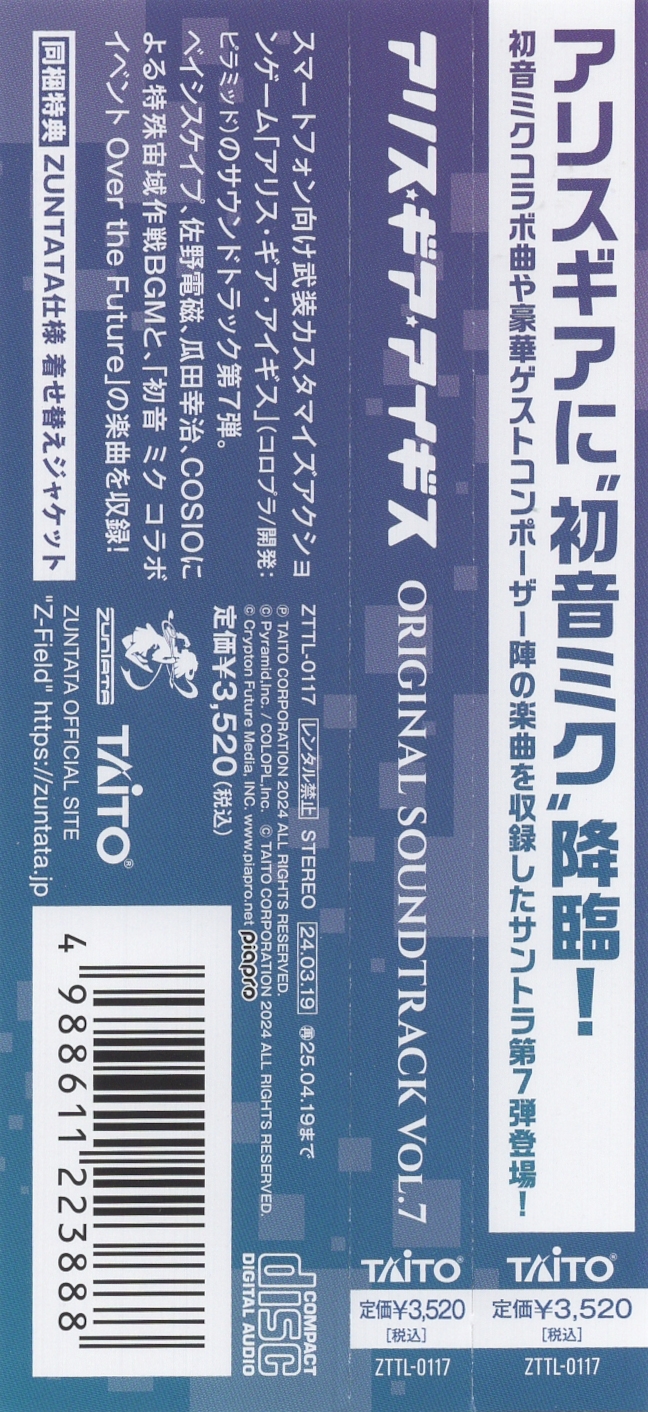 アリスギアに“初音ミク”降臨！
初音ミクコラボ曲や豪華ゲストコンポーザー陣の楽曲を収録したサントラ第7弾登場！
TAITO®
定価¥3,520
［税込］
ZTTL-0117
アリス★ギア★アイギス ORIGINAL SOUNDTRACK VOL.7
TAITO®
定価¥3,520
［税込］
ZTTL-0117
スマートフォン向け武装カスタマイズアクショ
ンゲーム「アリス・ギア・アイギス」（コロプラ/開発：
ピラミッド）のサウンドトラック第7弾。
ベイシスケイプ、佐野電磁、瓜田幸治、COSIOに
よる特殊宙域作戦BGMと、「初音 ミク コラボ
イベント Over the Future」の楽曲を収録！
同梱特典 ZUNTATA仕様 着せ替えジャケット
ZTTL-0117 レンタル禁止 STEREO 24.03.19 再25.04.19まで
Ⓟ TAITO CORPORATION 2024 ALL RIGHTS RESERVED.
© Pyramid,Inc. / COLOPL,Inc. © TAITO CORPORATION 2024 ALL RIGHTS RESERVED.
© Crypton Future Media, INC. www.piapro.net piapro
定価¥3,520（税込）
ZUNTATA
TAITO®
ZUNTATA OFFICIAL SITE
"Z-Field" https://zuntata.jp
4 988611 223888
COMPACT
disc
DIGITAL AUDIO